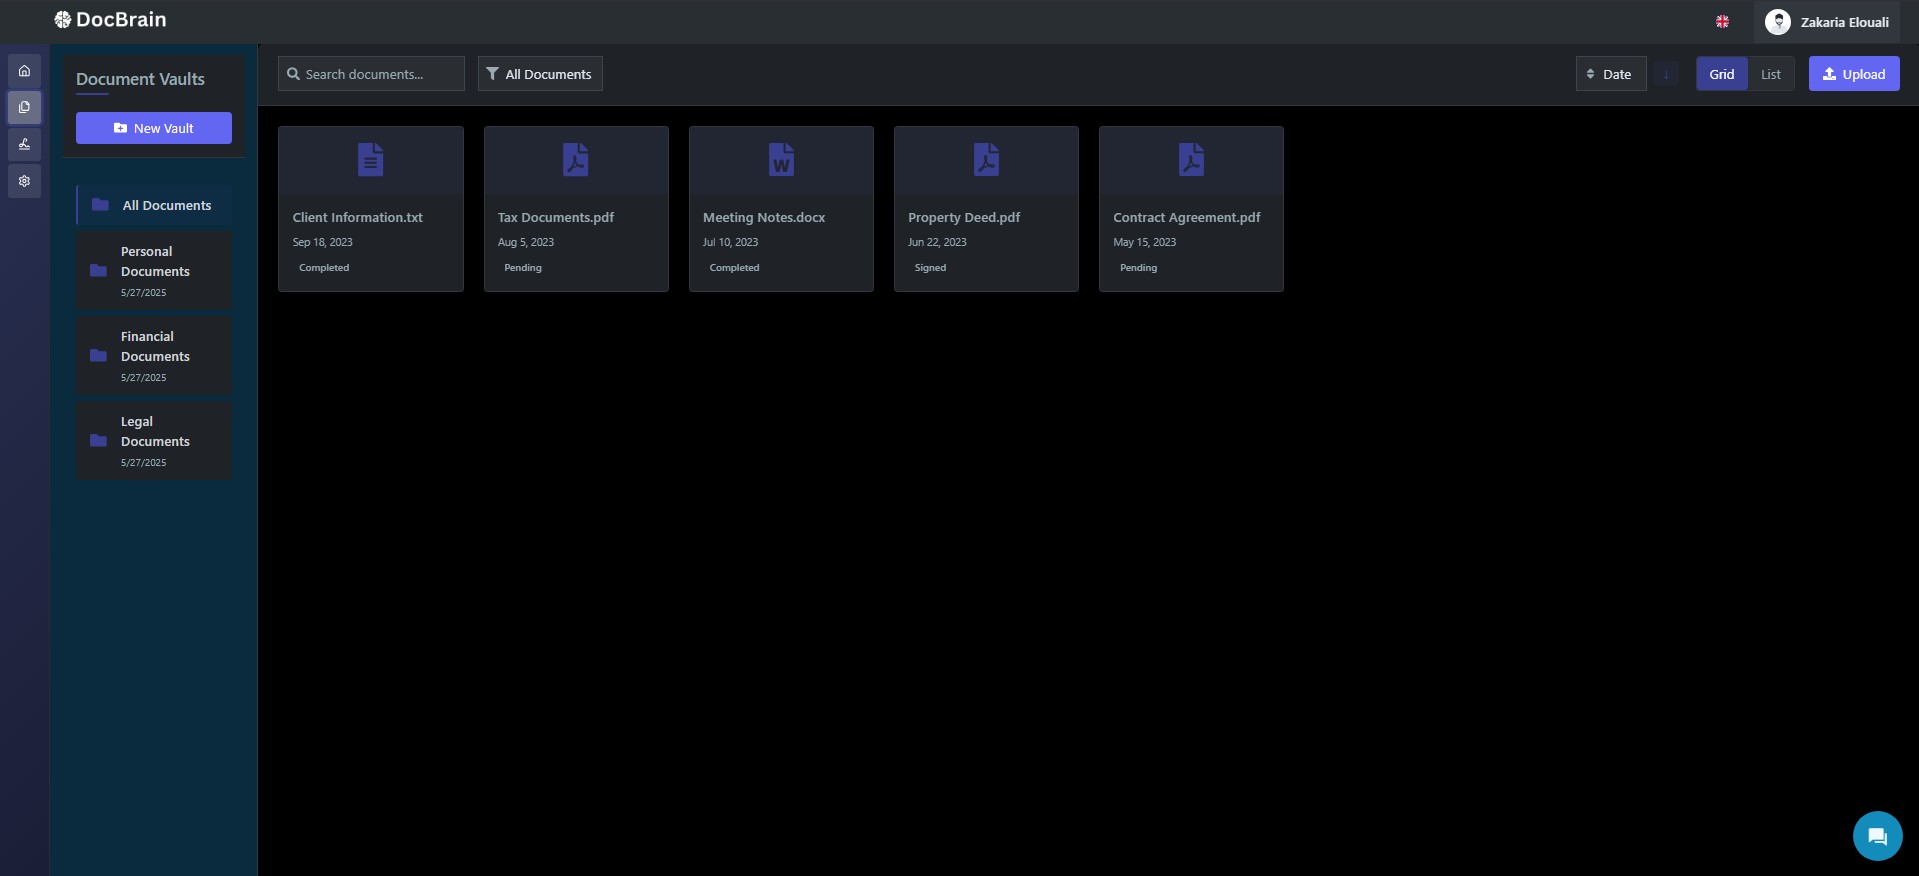 DocBrain
Zakaria Elouali
Document Vaults
New Vault
All Documents
Personal
Documents
5/27/2025
Financial
Documents
5/27/2025
Legal
Documents
5/27/2025
Search documents...
All Documents
Date
↓
Grid
List
Upload
Client Information.txt
Sep 18, 2023
Completed
Tax Documents.pdf
Aug 5, 2023
Pending
W
Meeting Notes.docx
Jul 10, 2023
Completed
Property Deed.pdf
Jun 22, 2023
Signed
Contract Agreement.pdf
May 15, 2023
Pending